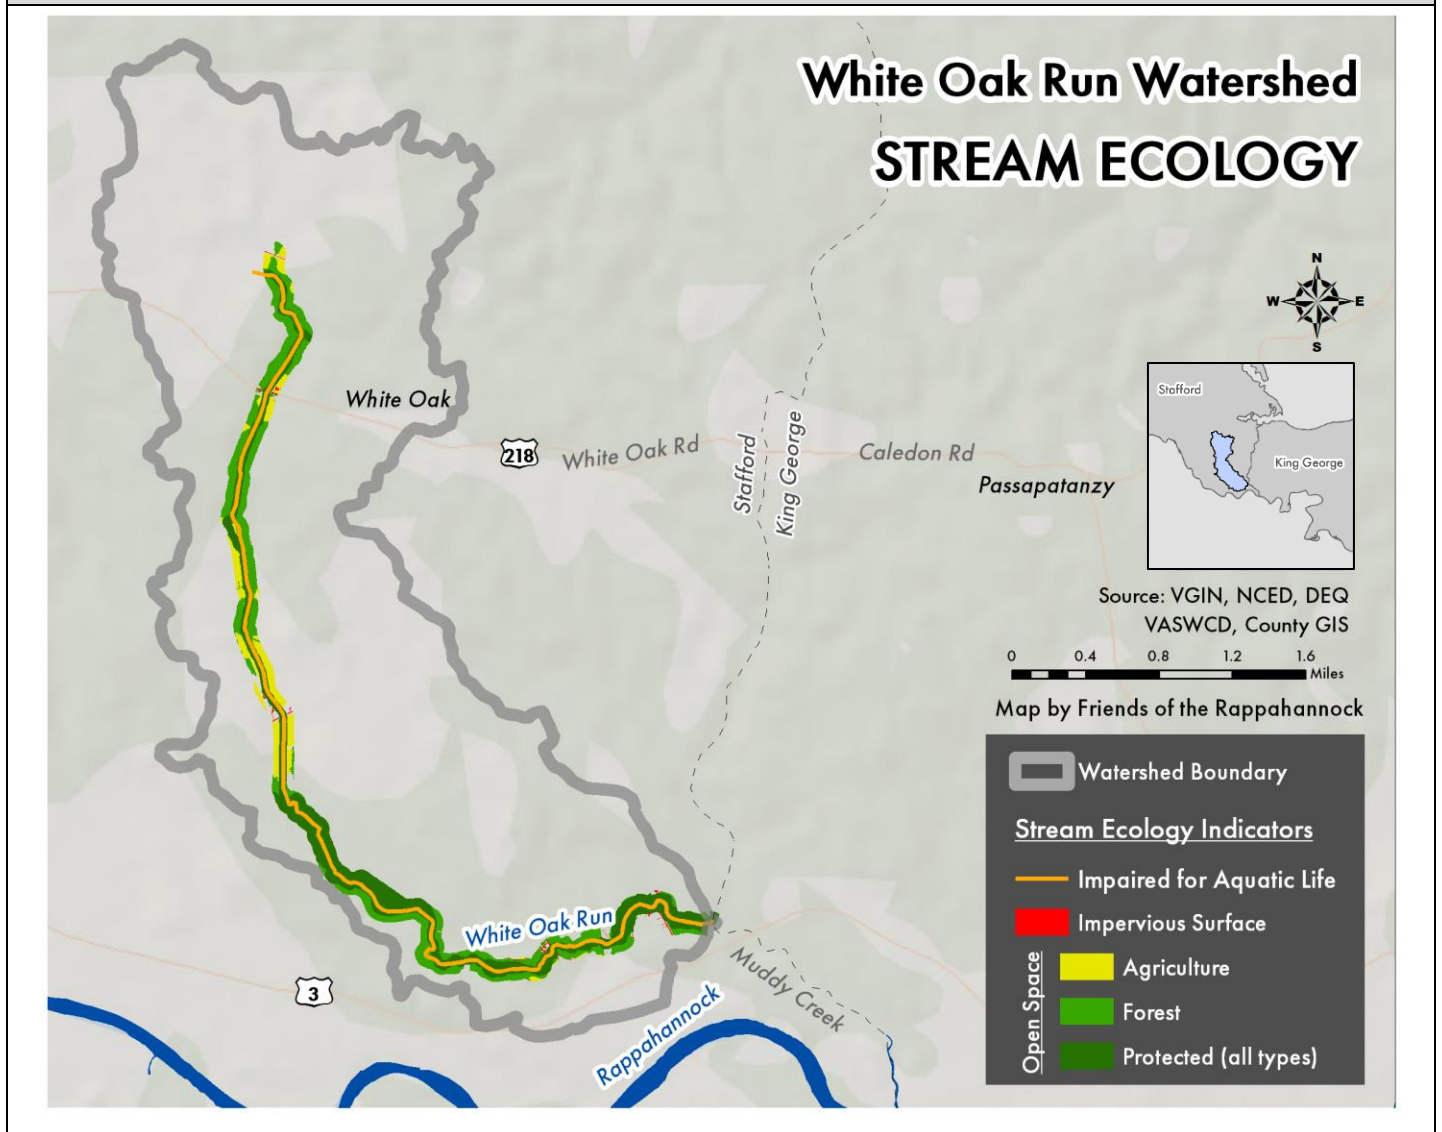 White Oak Run Watershed
STREAM ECOLOGY
N
W
E
S
Stafford
King George
White Oak
218
White Oak Rd
Stafford
King George
Caledon Rd
Passapatanzy
Source: VGIN, NCED, DEQ
VASWCD, County GIS
0 0.4 0.8 1.2 1.6
Miles
Map by Friends of the Rappahannock
Watershed Boundary
Stream Ecology Indicators
Impaired for Aquatic Life
Impervious Surface
Open Space
Agriculture
Forest
Protected (all types)
White Oak Run
3
Muddy Creek
Rappahannock